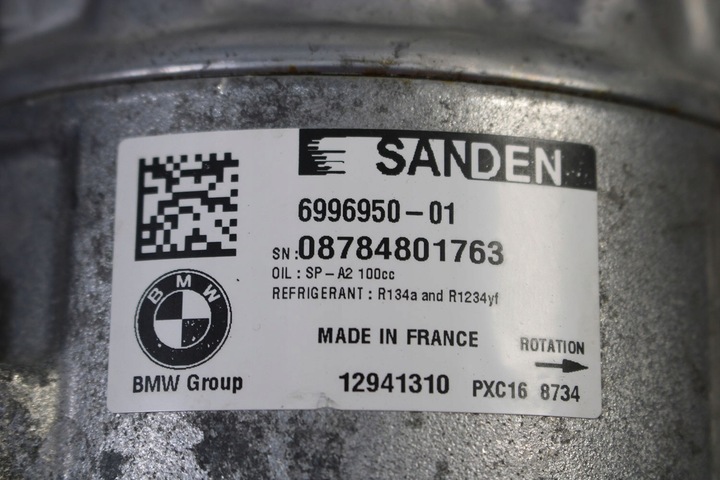 SANDEN
6996950-01
SN:08784801763
OIL : SP-A2 100cc
REFRIGERANT : R134a and R1234yf
MADE IN FRANCE
ROTATION
BMW
BMW Group
12941310 PXC16 8734